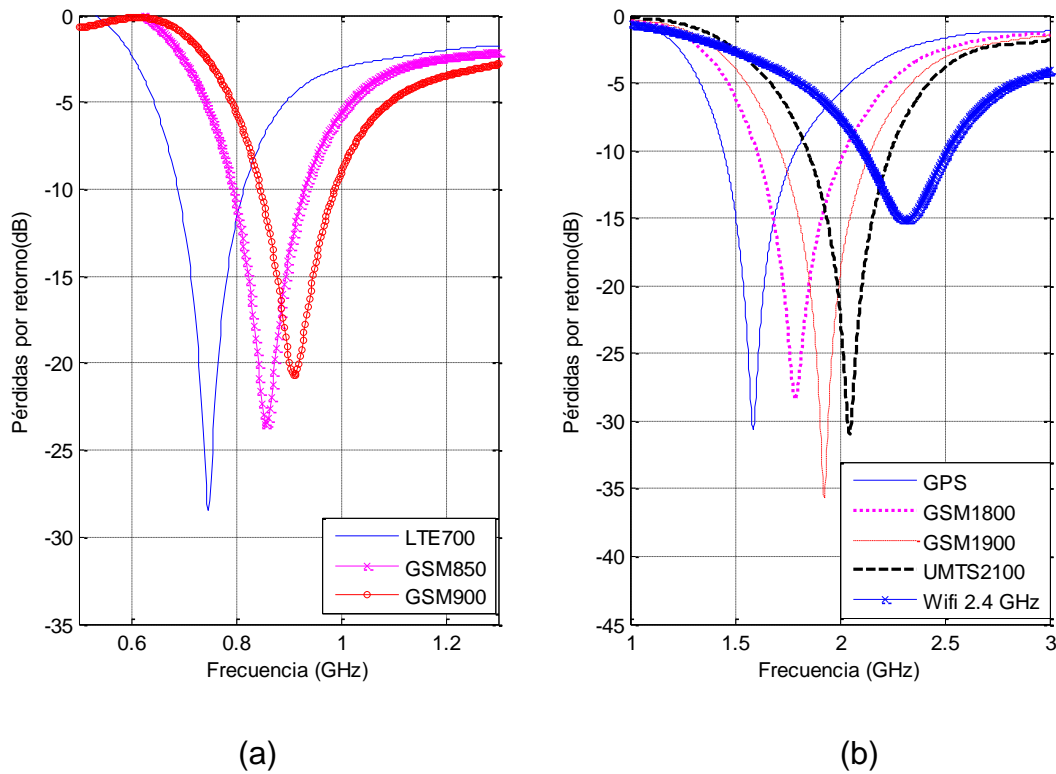 0
-5
-10
-15
-20
-25
-30
-35
0.6
0.8
1
1.2
Pérdidas por retorno(dB)
Frecuencia (GHz)
LTE700
GSM850
GSM900
(a)
0
-5
-10
-15
-20
-25
-30
-35
-40
-45
1
1.5
2
2.5
3
Pérdidas por retorno(dB)
Frecuencia (GHz)
GPS
GSM1800
GSM1900
UMTS2100
Wifi 2.4 GHz
(b)